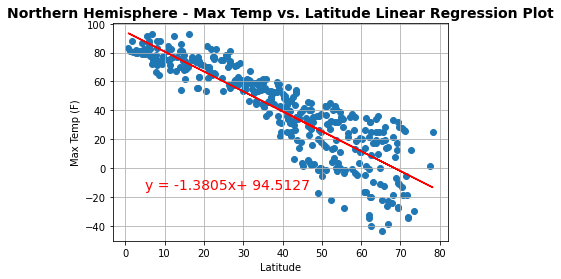 Northern Hemisphere - Max Temp vs. Latitude Linear Regression Plot
100
80
60
40
20
0
−20
−40
Max Temp (F)
y = -1.3805x+ 94.5127
0 10 20 30 40 50 60 70 80
Latitude